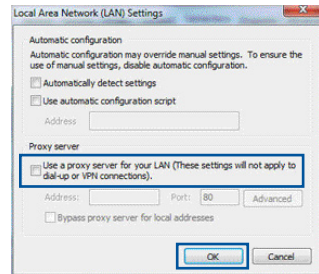 Local Area Network (LAN) Settings
Automatic configuration
Automatic configuration may override manual settings. To ensure the
use of manual settings, disable automatic configuration.
Automatically detect settings
Use automatic configuration script
Address
Proxy server
Use a proxy server for your LAN (These settings will not apply to
dial-up or VPN connections).
Address:
Port: 80
Advanced
Bypass proxy server for local addresses
OK
Cancel